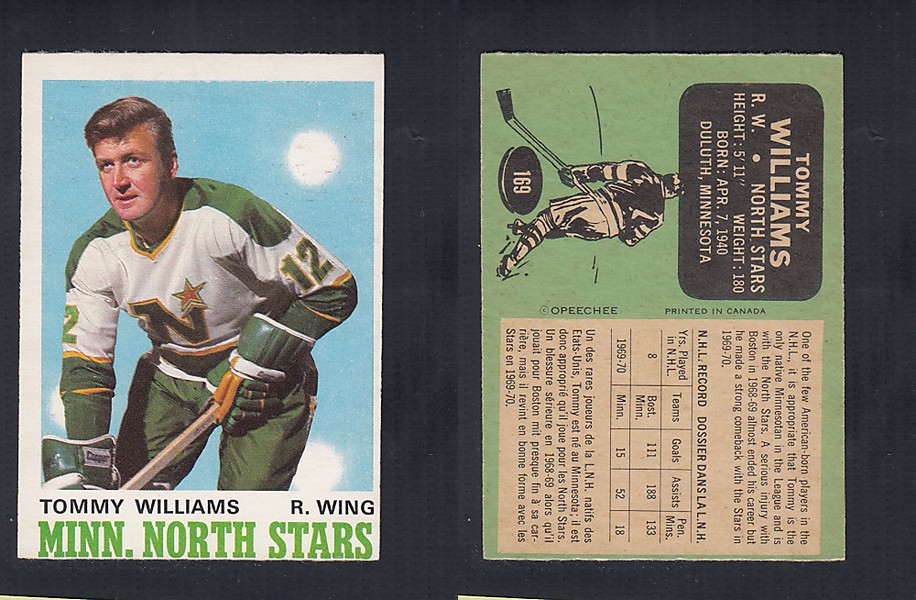 12
2
N
TOMMY WILLIAMS R. WING
MINN. NORTH STARS
TOMMY
WILLIAMS
R. W. • NORTH STARS
HEIGHT: 5'11" WEIGHT: 180
BORN: APR. 7, 1940
DULUTH, MINNESOTA
169
©OPEECHEE PRINTED IN CANADA
One of the few American-born players in the
N.H.L., it is appropriate that Tommy is the
only native Minnesotan in the League and is
with the North Stars. A serious injury with
Boston in 1968-69 almost ended his career but
he made a strong comeback with the Stars in
1969-70.
N.H.L. RECORD DOSSIER DANS LA L.N.H.
Yrs. Played Teams Goals Assists Pen.
in N.H.L. Mins.
8 Bost. 111 188 133
Minn.
1969-70 Minn. 15 52 18
Un des rares joueurs de la L.N.H. natifs des
Etats-Unis, Tommy est né au Minnesota; il est
donc approprié qu'il joue pour les North Stars.
Un blessure sérieure en 1968-69 alors qu'il
jouait pour Boston mit presque fin à sa car-
rière, mais il revint en bonne forme avec les
Stars en 1969-70.